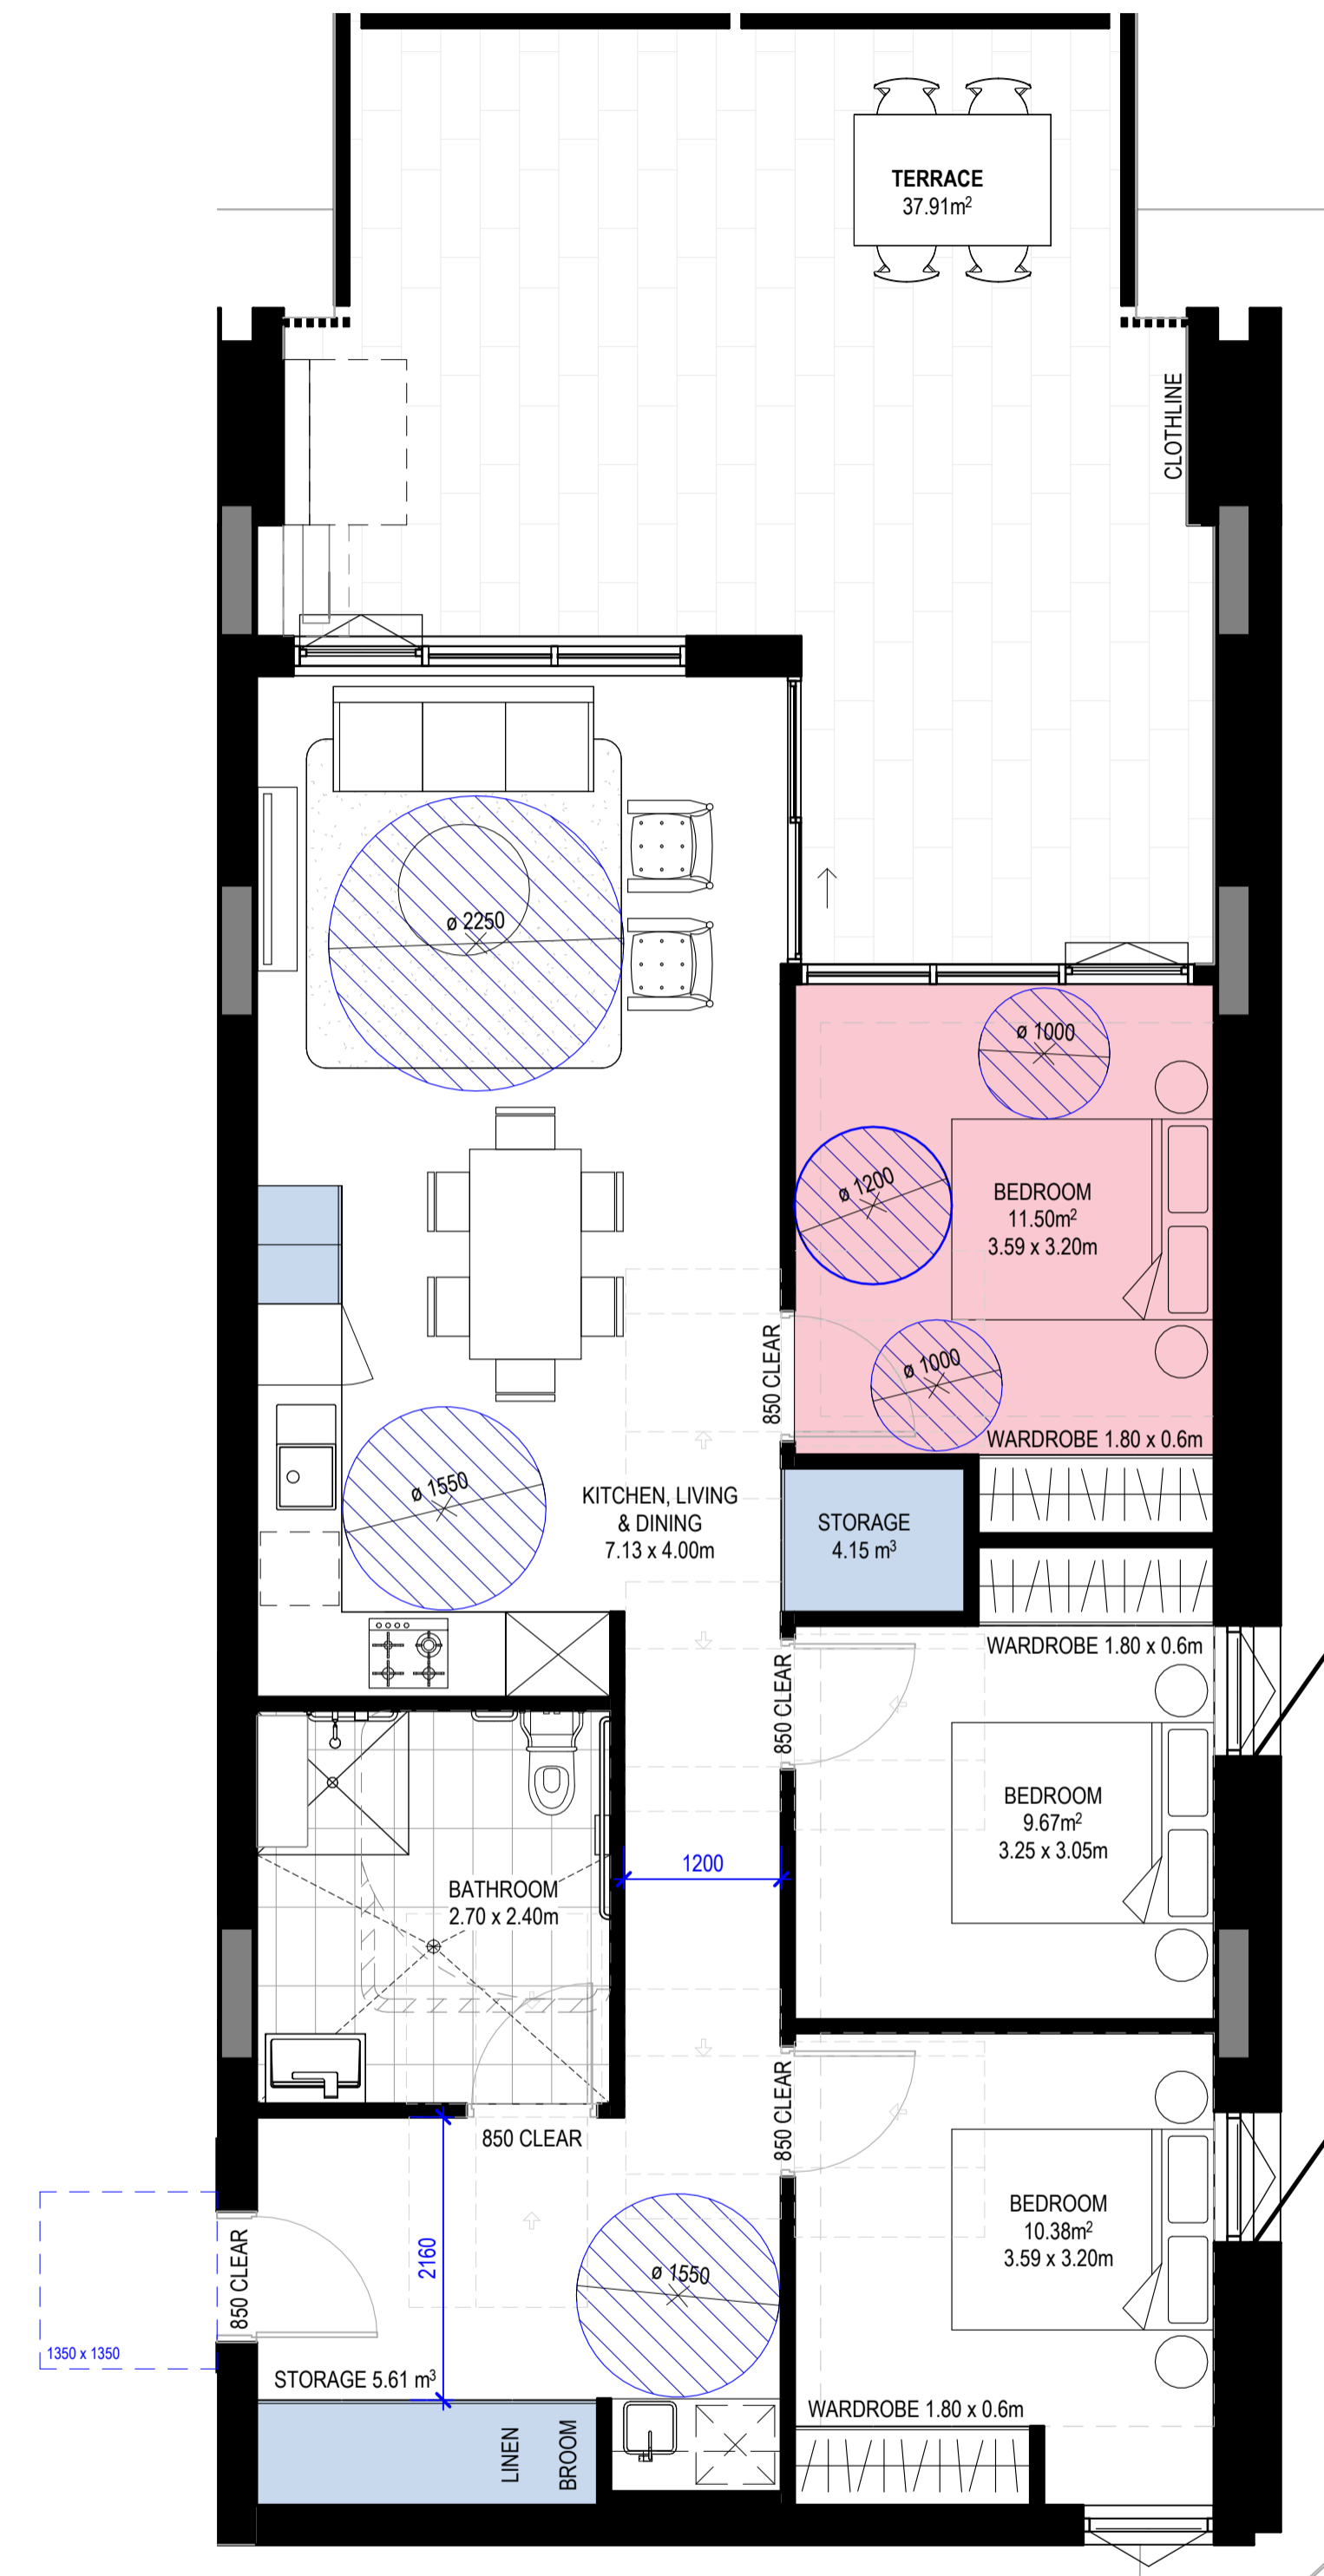 TERRACE
37.91m²
CLOTHLINE
ø 2250
ø 1000
ø 1200
BEDROOM
11.50m²
3.59 x 3.20m
850 CLEAR
ø 1000
WARDROBE 1.80 x 0.6m
ø 1550
KITCHEN, LIVING
& DINING
7.13 x 4.00m
STORAGE
4.15 m³
WARDROBE 1.80 x 0.6m
850 CLEAR
BEDROOM
9.67m²
3.25 x 3.05m
1200
BATHROOM
2.70 x 2.40m
850 CLEAR
850 CLEAR
BEDROOM
10.38m²
3.59 x 3.20m
850 CLEAR
2160
ø 1550
1350 x 1350
STORAGE 5.61 m³
WARDROBE 1.80 x 0.6m
LINEN
BROOM